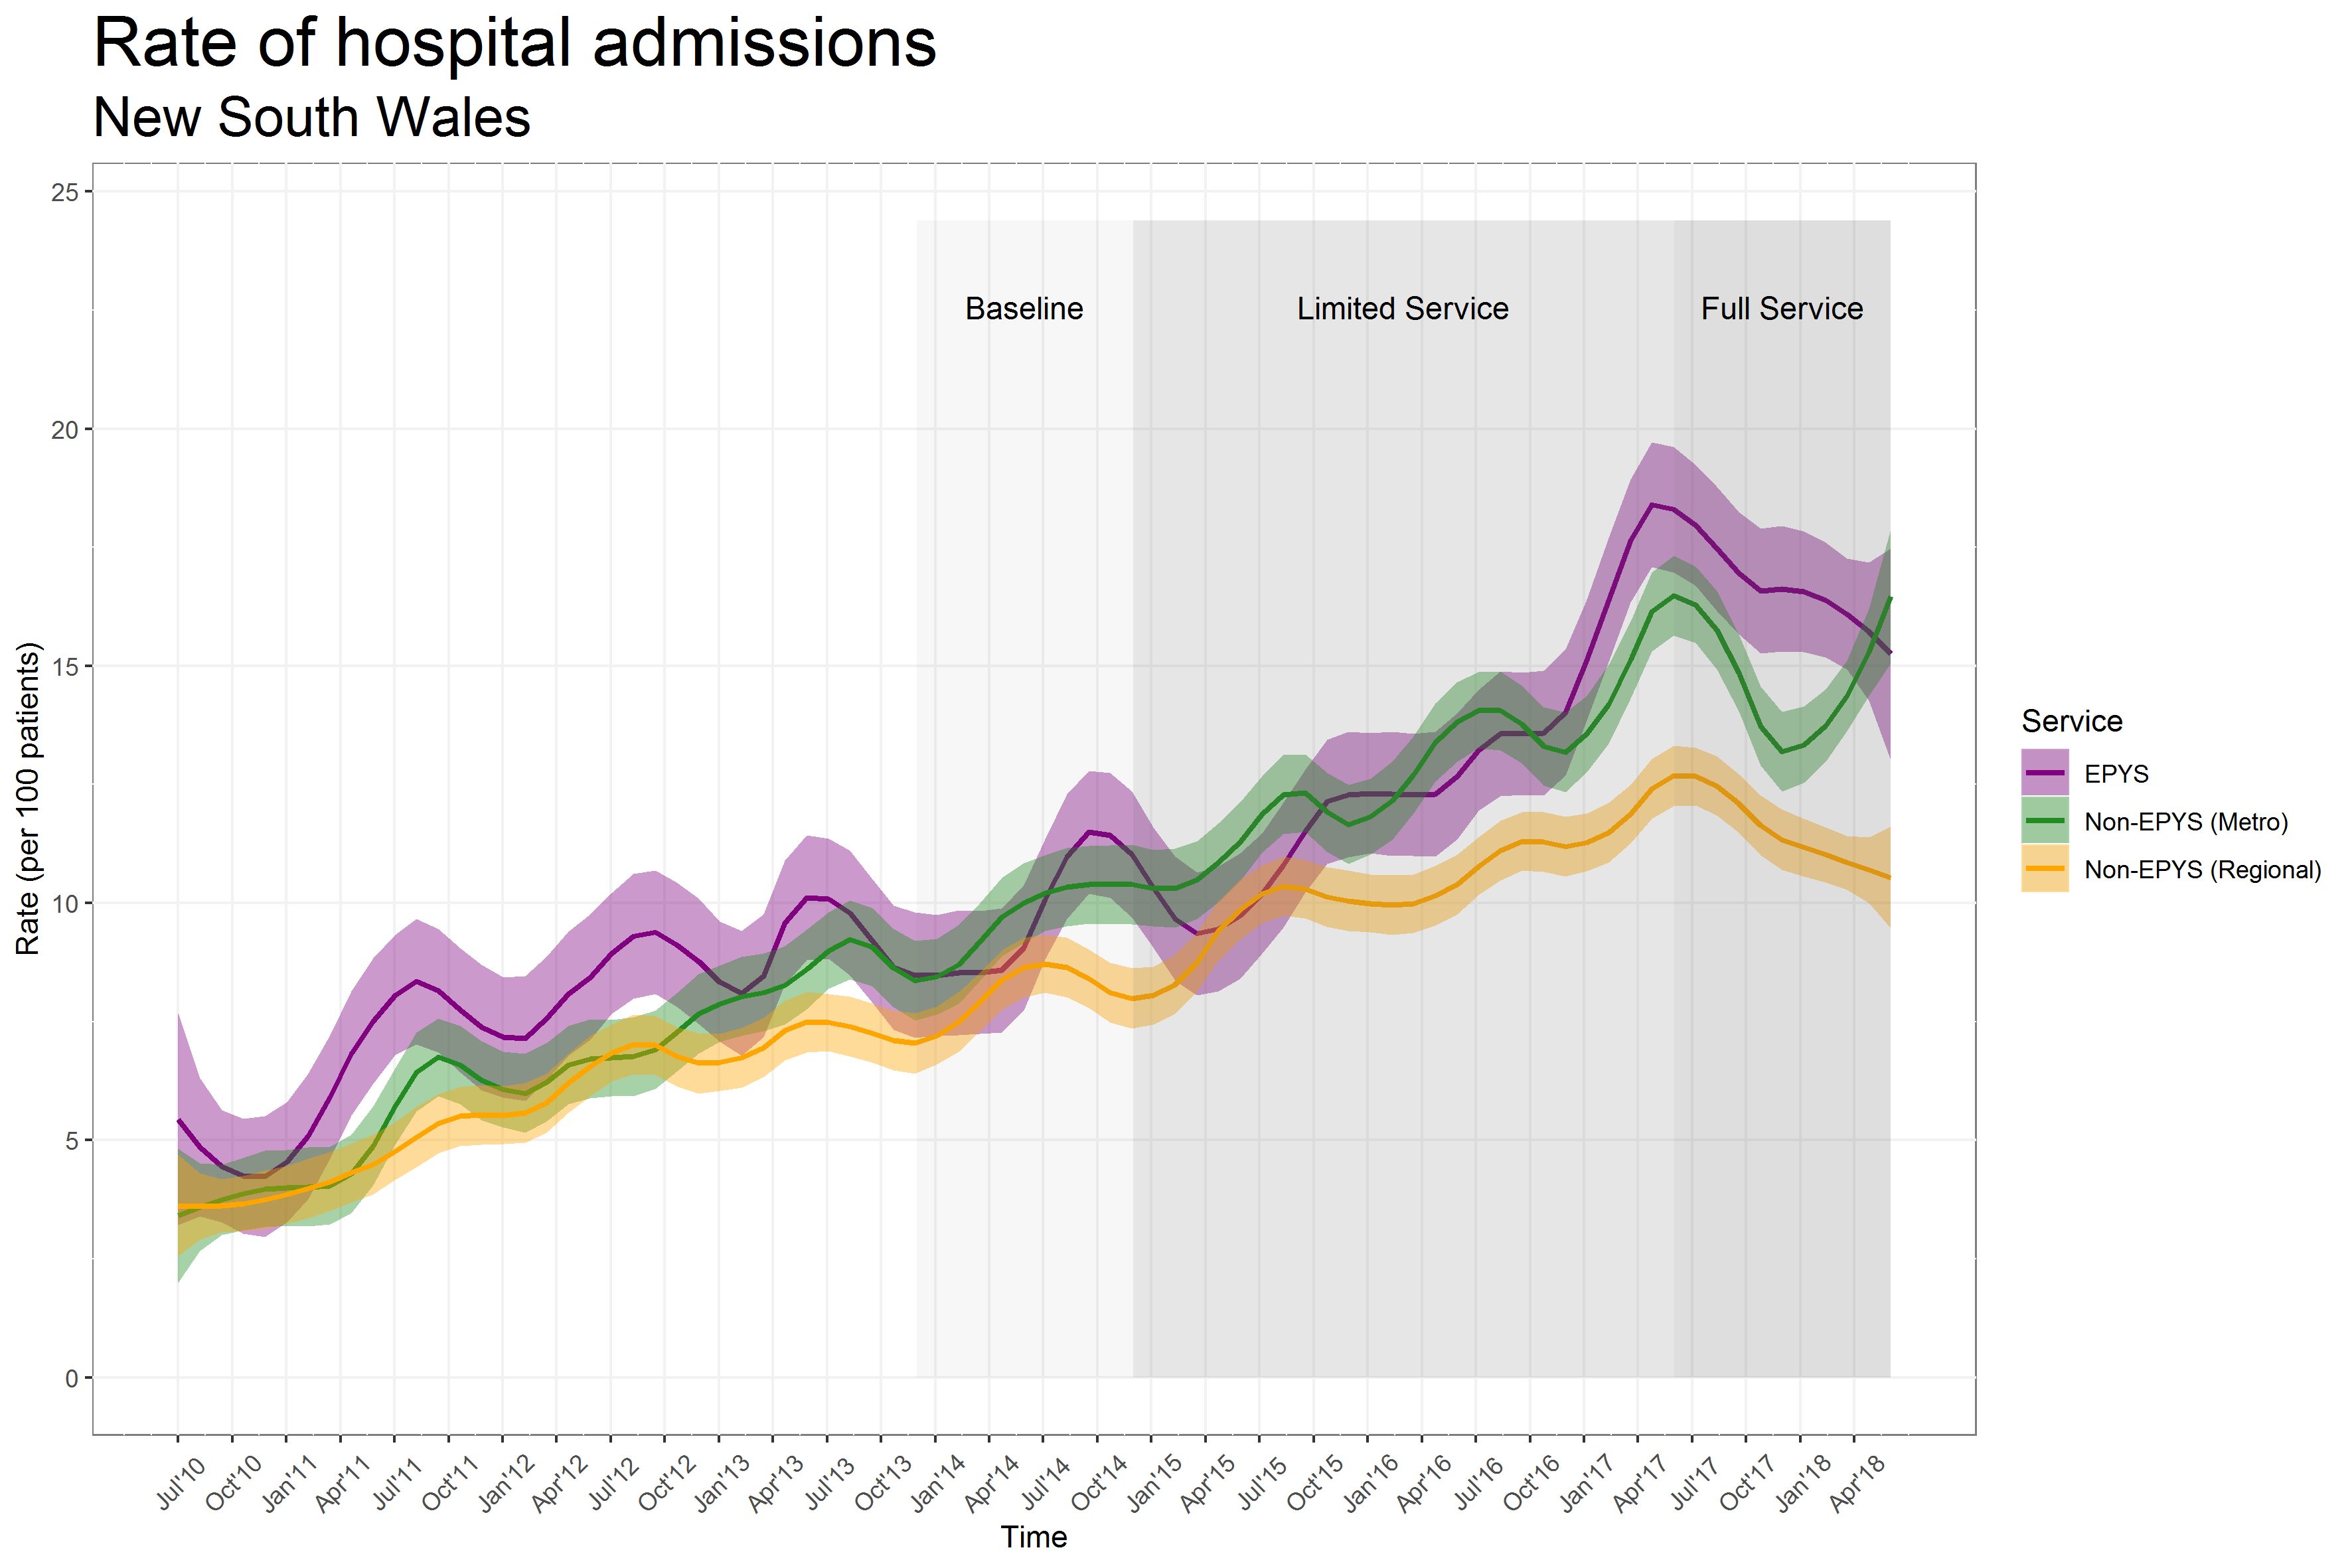 Rate of hospital admissions
New South Wales
25
20
15
10
5
0
Rate (per 100 patients)
Baseline
Limited Service
Full Service
Service
EPYS
Non-EPYS (Metro)
Non-EPYS (Regional)
Jul'10
Oct'10
Jan'11
Apr'11
Jul'11
Oct'11
Jan'12
Apr'12
Jul'12
Oct'12
Jan'13
Apr'13
Jul'13
Oct'13
Jan'14
Apr'14
Jul'14
Oct'14
Jan'15
Apr'15
Jul'15
Oct'15
Jan'16
Apr'16
Jul'16
Oct'16
Jan'17
Apr'17
Jul'17
Oct'17
Jan'18
Apr'18
Time